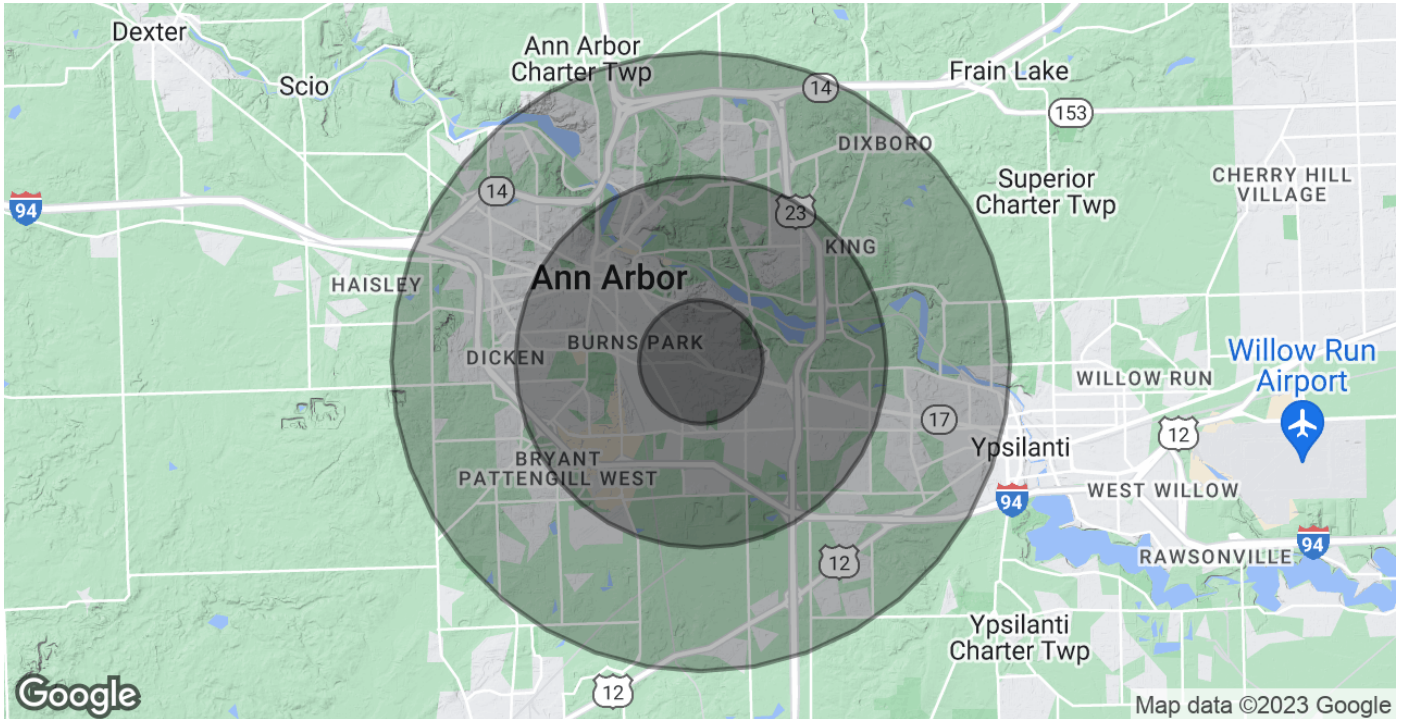 Dexter
Ann Arbor
Charter Twp
Scio
Frain Lake
14
153
DIXBORO
CHERRY HILL
VILLAGE
Superior
Charter Twp
14
94
23
KING
Ann Arbor
HAISLEY
BURNS PARK
DICKEN
Willow Run
Airport
WILLOW RUN
17
12
Ypsilanti
BRYANT
PATTENGILL WEST
94
WEST WILLOW
94
RAWSONVILLE
12
Ypsilanti
Charter Twp
12
Google
Map data ©2023 Google